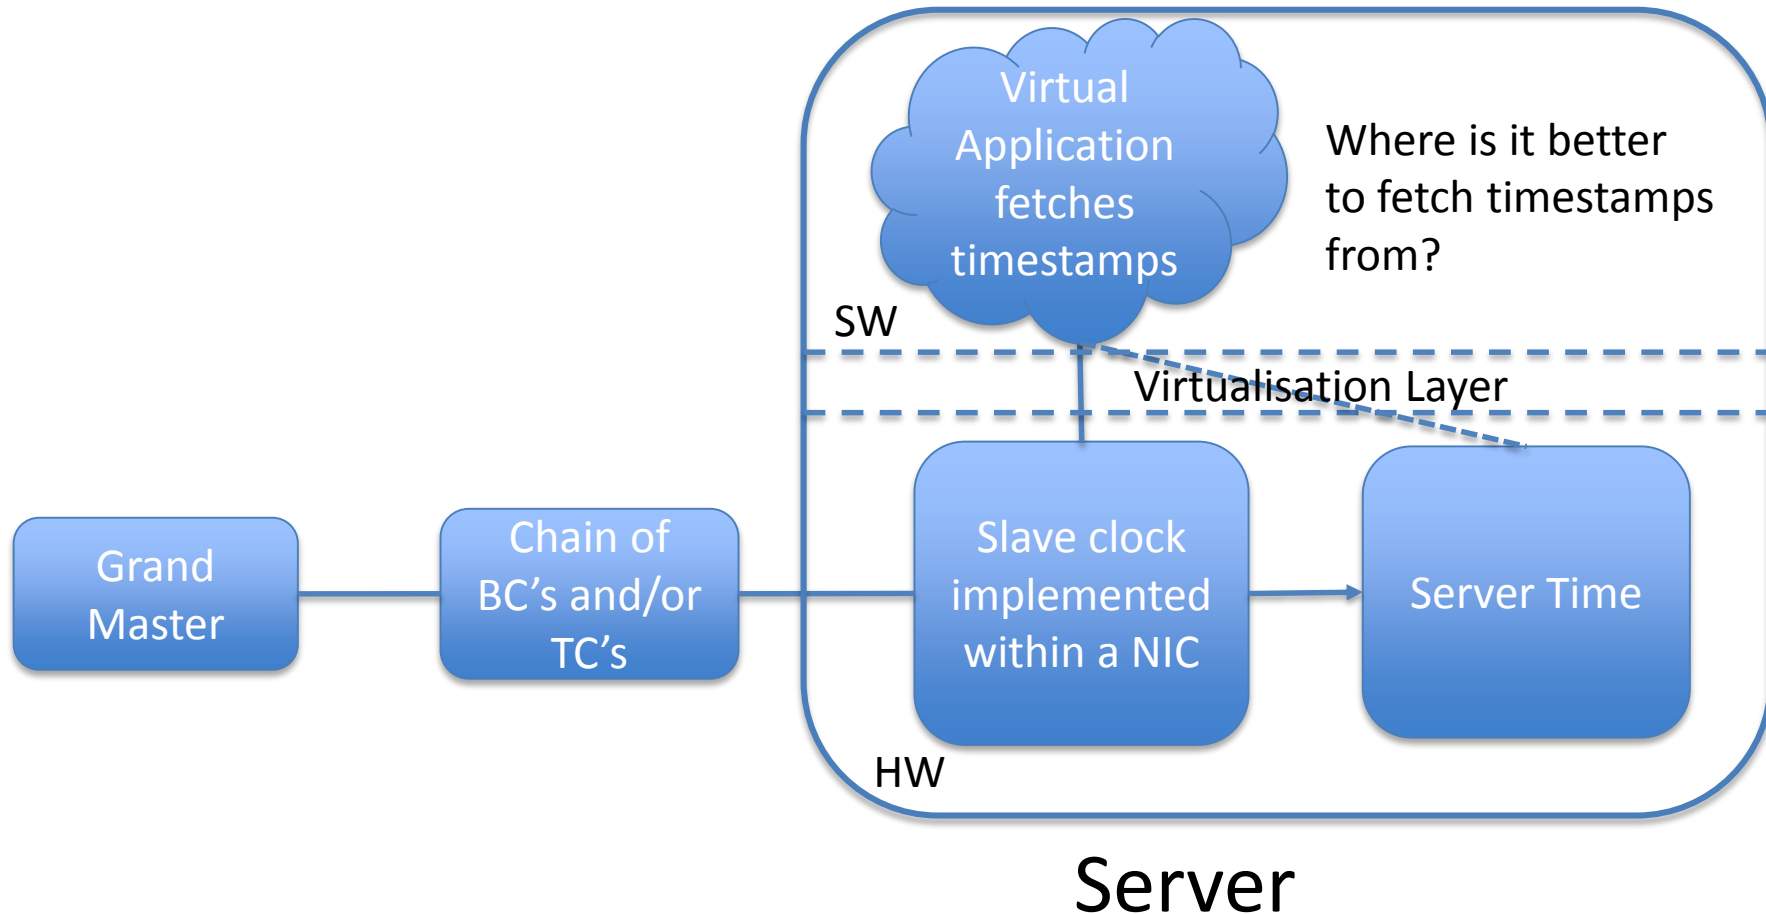 Virtual
Application
fetches
timestamps
Where is it better
to fetch timestamps
from?
SW
Virtualisation Layer
Grand
Master
Chain of
BC’s and/or
TC’s
Slave clock
implemented
within a NIC
Server Time
HW
Server